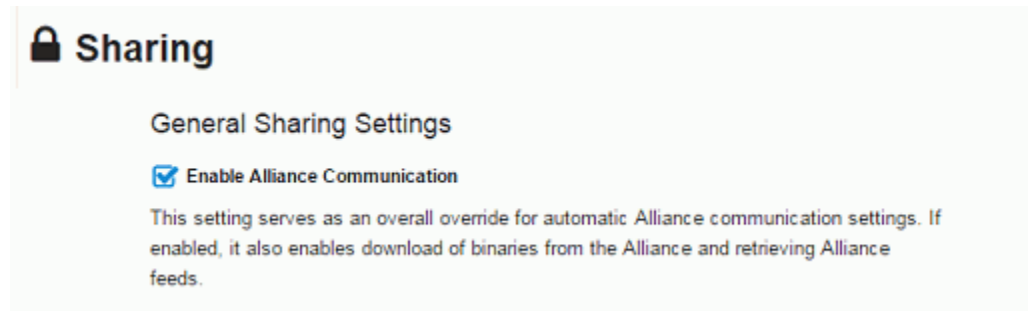 Sharing
General Sharing Settings
Enable Alliance Communication
This setting serves as an overall override for automatic Alliance communication settings. If
enabled, it also enables download of binaries from the Alliance and retrieving Alliance
feeds.